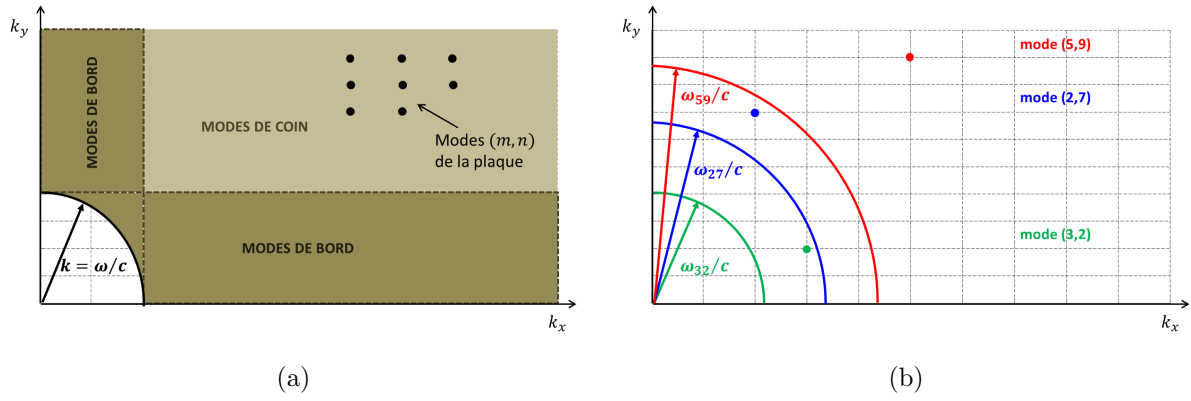 k_y
MODES DE BORD
MODES DE COIN
Modes (m, n)
de la plaque
MODES DE BORD
k = ω/c
k_x
(a)
k_y
mode (5,9)
ω_59/c
mode (2,7)
ω_27/c
mode (3,2)
ω_32/c
k_x
(b)